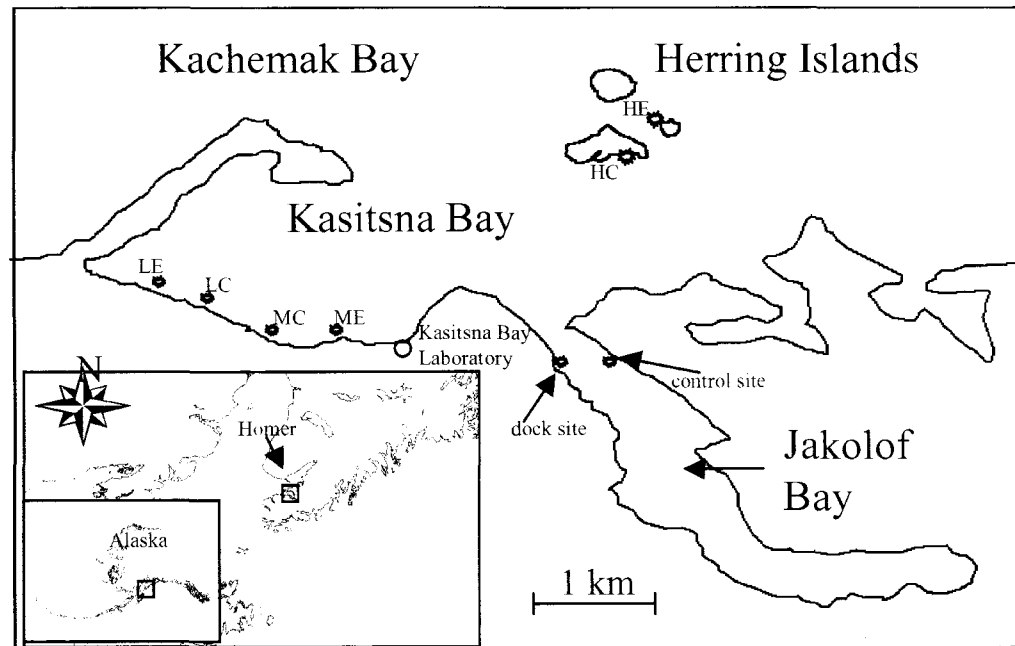 Kachemak Bay
Herring Islands
HE
HC
Kasitsna Bay
LE
LC
MC
ME
Kasitsna Bay
Laboratory
control site
dock site
N
Homer
Jakolof
Bay
Alaska
1 km